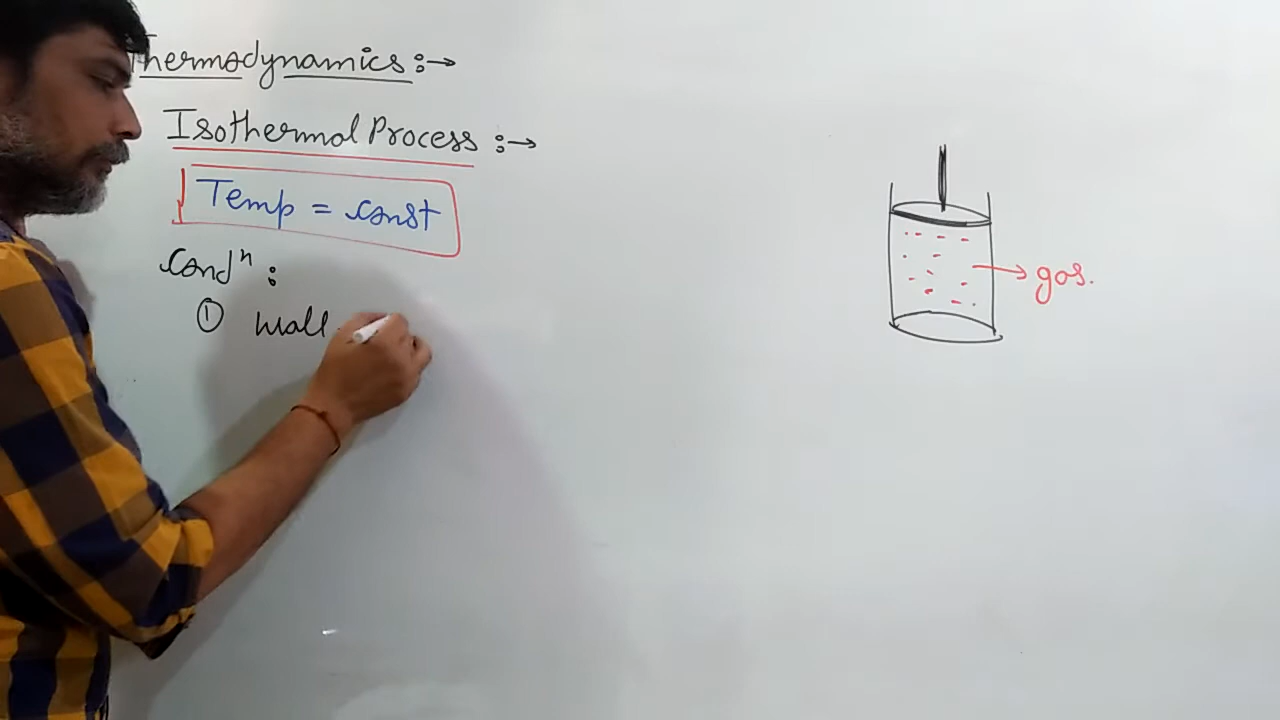 Thermodynamics :→
Isothermal Process :→
Temp = const
Condⁿ :
① Wall
gas.